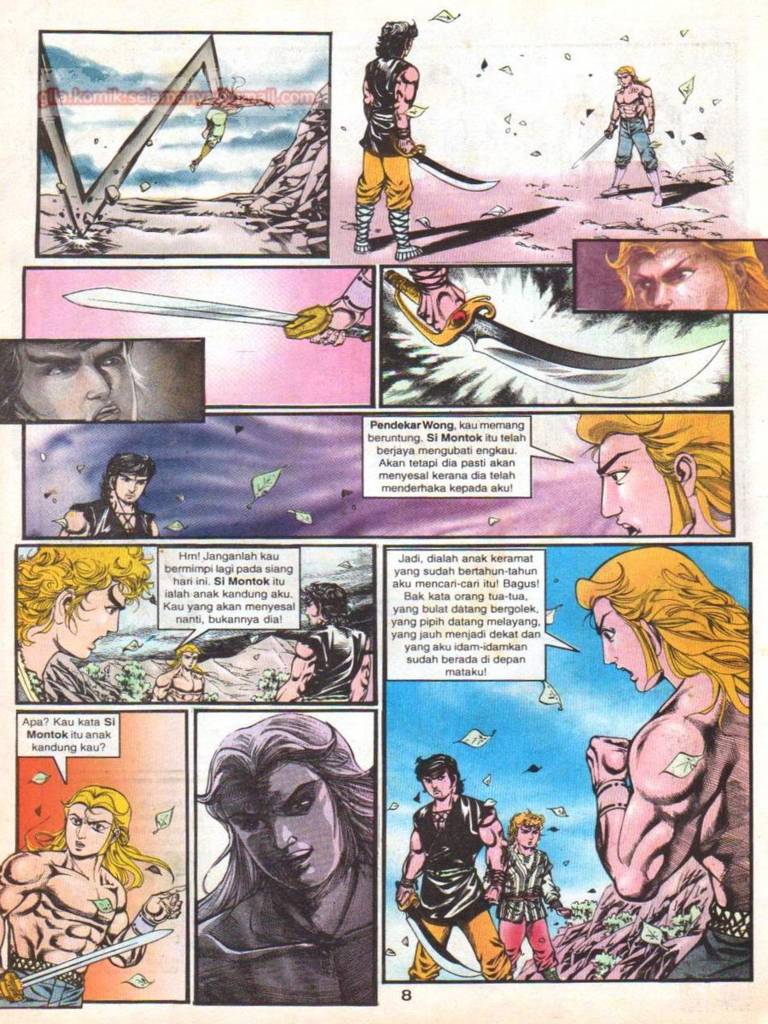 gila.komik.selamanya@gmail.com
Pendekar Wong, kau memang
beruntung. Si Montok itu telah
berjaya mengubati engkau.
Akan tetapi dia pasti akan
menyesal kerana dia telah
menderhaka kepada aku!
Hm! Janganlah kau
bermimpi lagi pada siang
hari ini. Si Montok itu
ialah anak kandung aku.
Kau yang akan menyesal
nanti, bukannya dia!
Apa? Kau kata Si
Montok itu anak
kandung kau?
Jadi, dialah anak keramat
yang sudah bertahun-tahun
aku mencari-cari itu! Bagus!
Bak kata orang tua-tua,
yang bulat datang bergolek,
yang pipih datang melayang,
yang jauh menjadi dekat dan
yang aku idam-idamkan
sudah berada di depan
mataku!
8